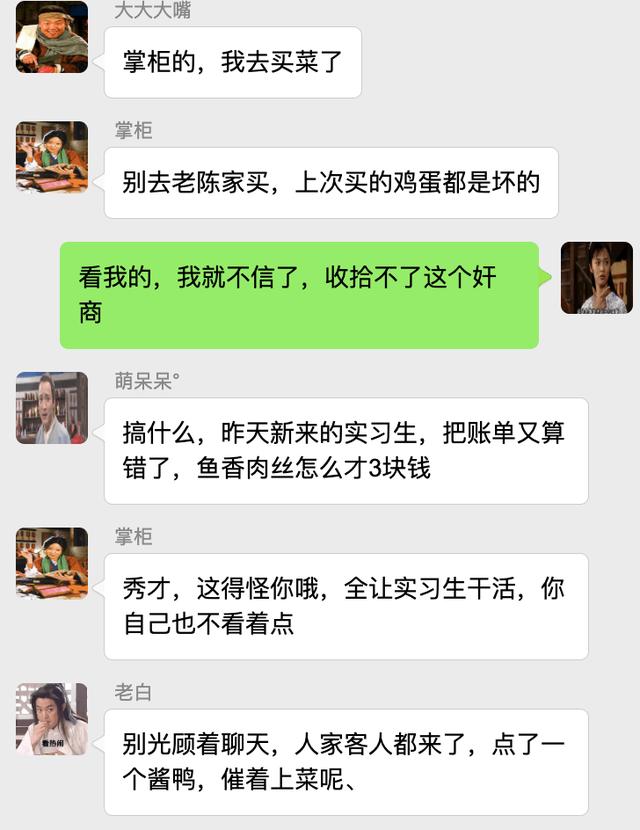 大大大嘴
掌柜的，我去买菜了
掌柜
别去老陈家买，上次买的鸡蛋都是坏的
看我的，我就不信了，收拾不了这个奸
商
萌呆呆°
搞什么，昨天新来的实习生，把账单又算
错了，鱼香肉丝怎么才3块钱
掌柜
秀才，这得怪你哦，全让实习生干活，你
自己也不看着点
老白
看热闹
别光顾着聊天，人家客人都来了，点了一
个酱鸭，催着上菜呢、